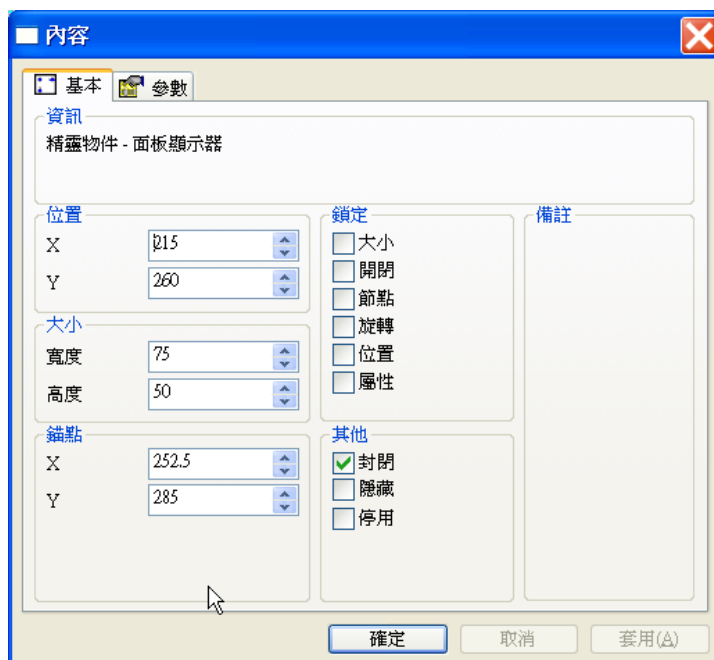 內容
基本 參數
資訊
精靈物件 - 面板顯示器
位置
X 215
Y 260
大小
寬度 75
高度 50
錨點
X 252.5
Y 285
鎖定
大小
開閉
節點
旋轉
位置
屬性
其他
封閉
隱藏
停用
備註
確定 取消 套用(A)